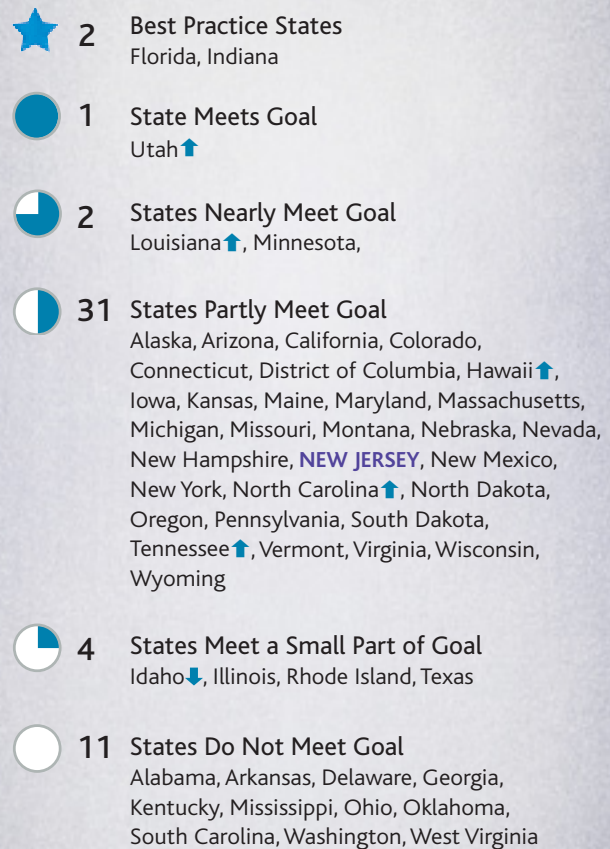 2 Best Practice States
Florida, Indiana
1 State Meets Goal
Utah⬆
2 States Nearly Meet Goal
Louisiana⬆, Minnesota,
31 States Partly Meet Goal
Alaska, Arizona, California, Colorado,
Connecticut, District of Columbia, Hawaii⬆,
Iowa, Kansas, Maine, Maryland, Massachusetts,
Michigan, Missouri, Montana, Nebraska, Nevada,
New Hampshire, NEW JERSEY, New Mexico,
New York, North Carolina⬆, North Dakota,
Oregon, Pennsylvania, South Dakota,
Tennessee⬆, Vermont, Virginia, Wisconsin,
Wyoming
4 States Meet a Small Part of Goal
Idaho⬇, Illinois, Rhode Island, Texas
11 States Do Not Meet Goal
Alabama, Arkansas, Delaware, Georgia,
Kentucky, Mississippi, Ohio, Oklahoma,
South Carolina, Washington, West Virginia